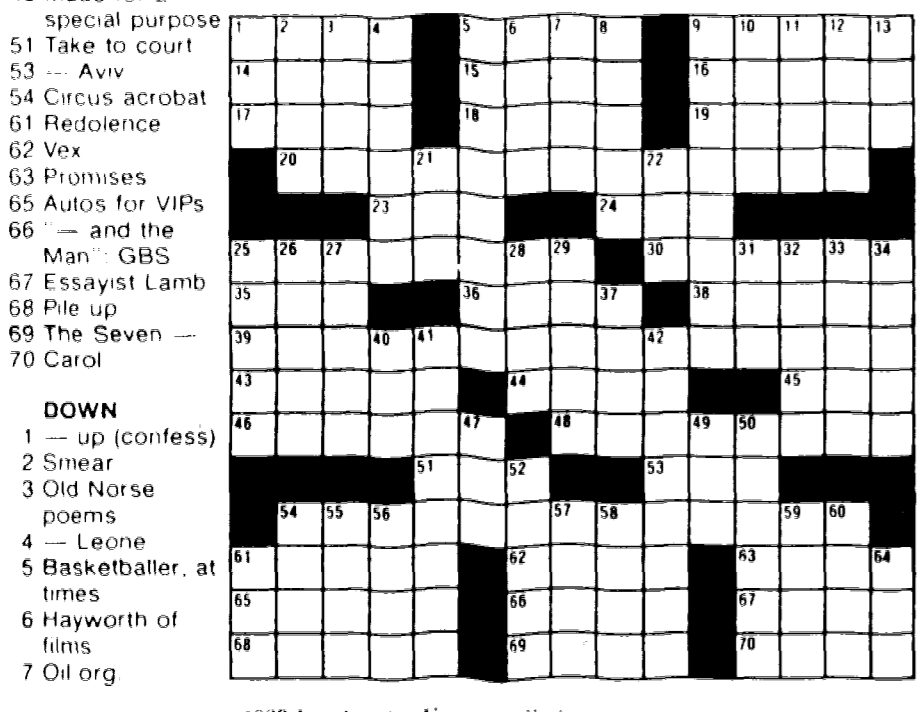 special purpose
51 Take to court
53 — Aviv
54 Circus acrobat
61 Redolence
62 Vex
63 Promises
65 Autos for VIPs
66 "— and the
Man": GBS
67 Essayist Lamb
68 Pile up
69 The Seven —
70 Carol
DOWN
1 — up (confess)
2 Smear
3 Old Norse
poems
4 — Leone
5 Basketballer, at
times
6 Hayworth of
films
7 Oil org.
1 2 3 4 5 6 7 8 9 10 11 12 13
14 15 16
17 18 19
20 21 22
23 24
25 26 27 28 29 30 31 32 33 34
35 36 37 38
39 40 41 42
43 44 45
46 47 48 49 50
51 52 53
54 55 56 57 58 59 60
61 62 63 64
65 66 67
68 69 70